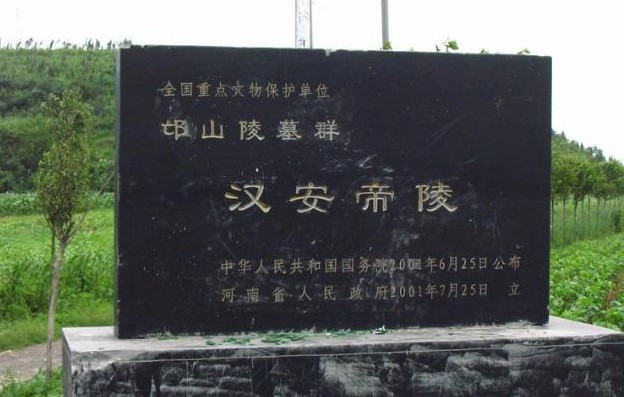 全国重点文物保护单位
邙山陵墓群
汉安帝陵
中华人民共和国国务院2001年6月25日公布
河南省人民政府2001年7月25日 立